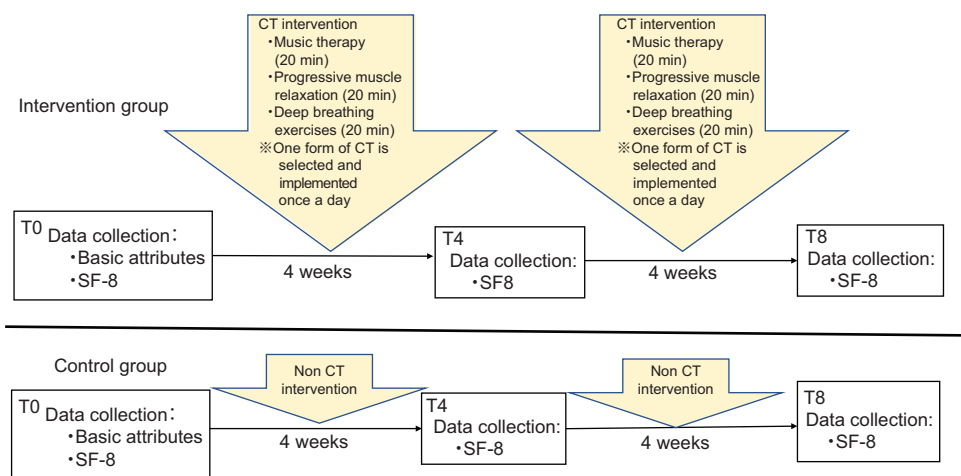 CT intervention
・Music therapy
(20 min)
・Progressive muscle
relaxation (20 min)
・Deep breathing
exercises (20 min)
※One form of CT is
selected and
implemented
once a day
CT intervention
・Music therapy
(20 min)
・Progressive muscle
relaxation (20 min)
・Deep breathing
exercises (20 min)
※One form of CT is
selected and
implemented
once a day
Intervention group
T0 Data collection：
・Basic attributes
・SF-8
4 weeks
T4
Data collection:
・SF8
4 weeks
T8
Data collection:
・SF-8
Control group
T0 Data collection：
・Basic attributes
・SF-8
Non CT
intervention
4 weeks
T4
Data collection:
・SF-8
Non CT
intervention
4 weeks
T8
Data collection:
・SF-8